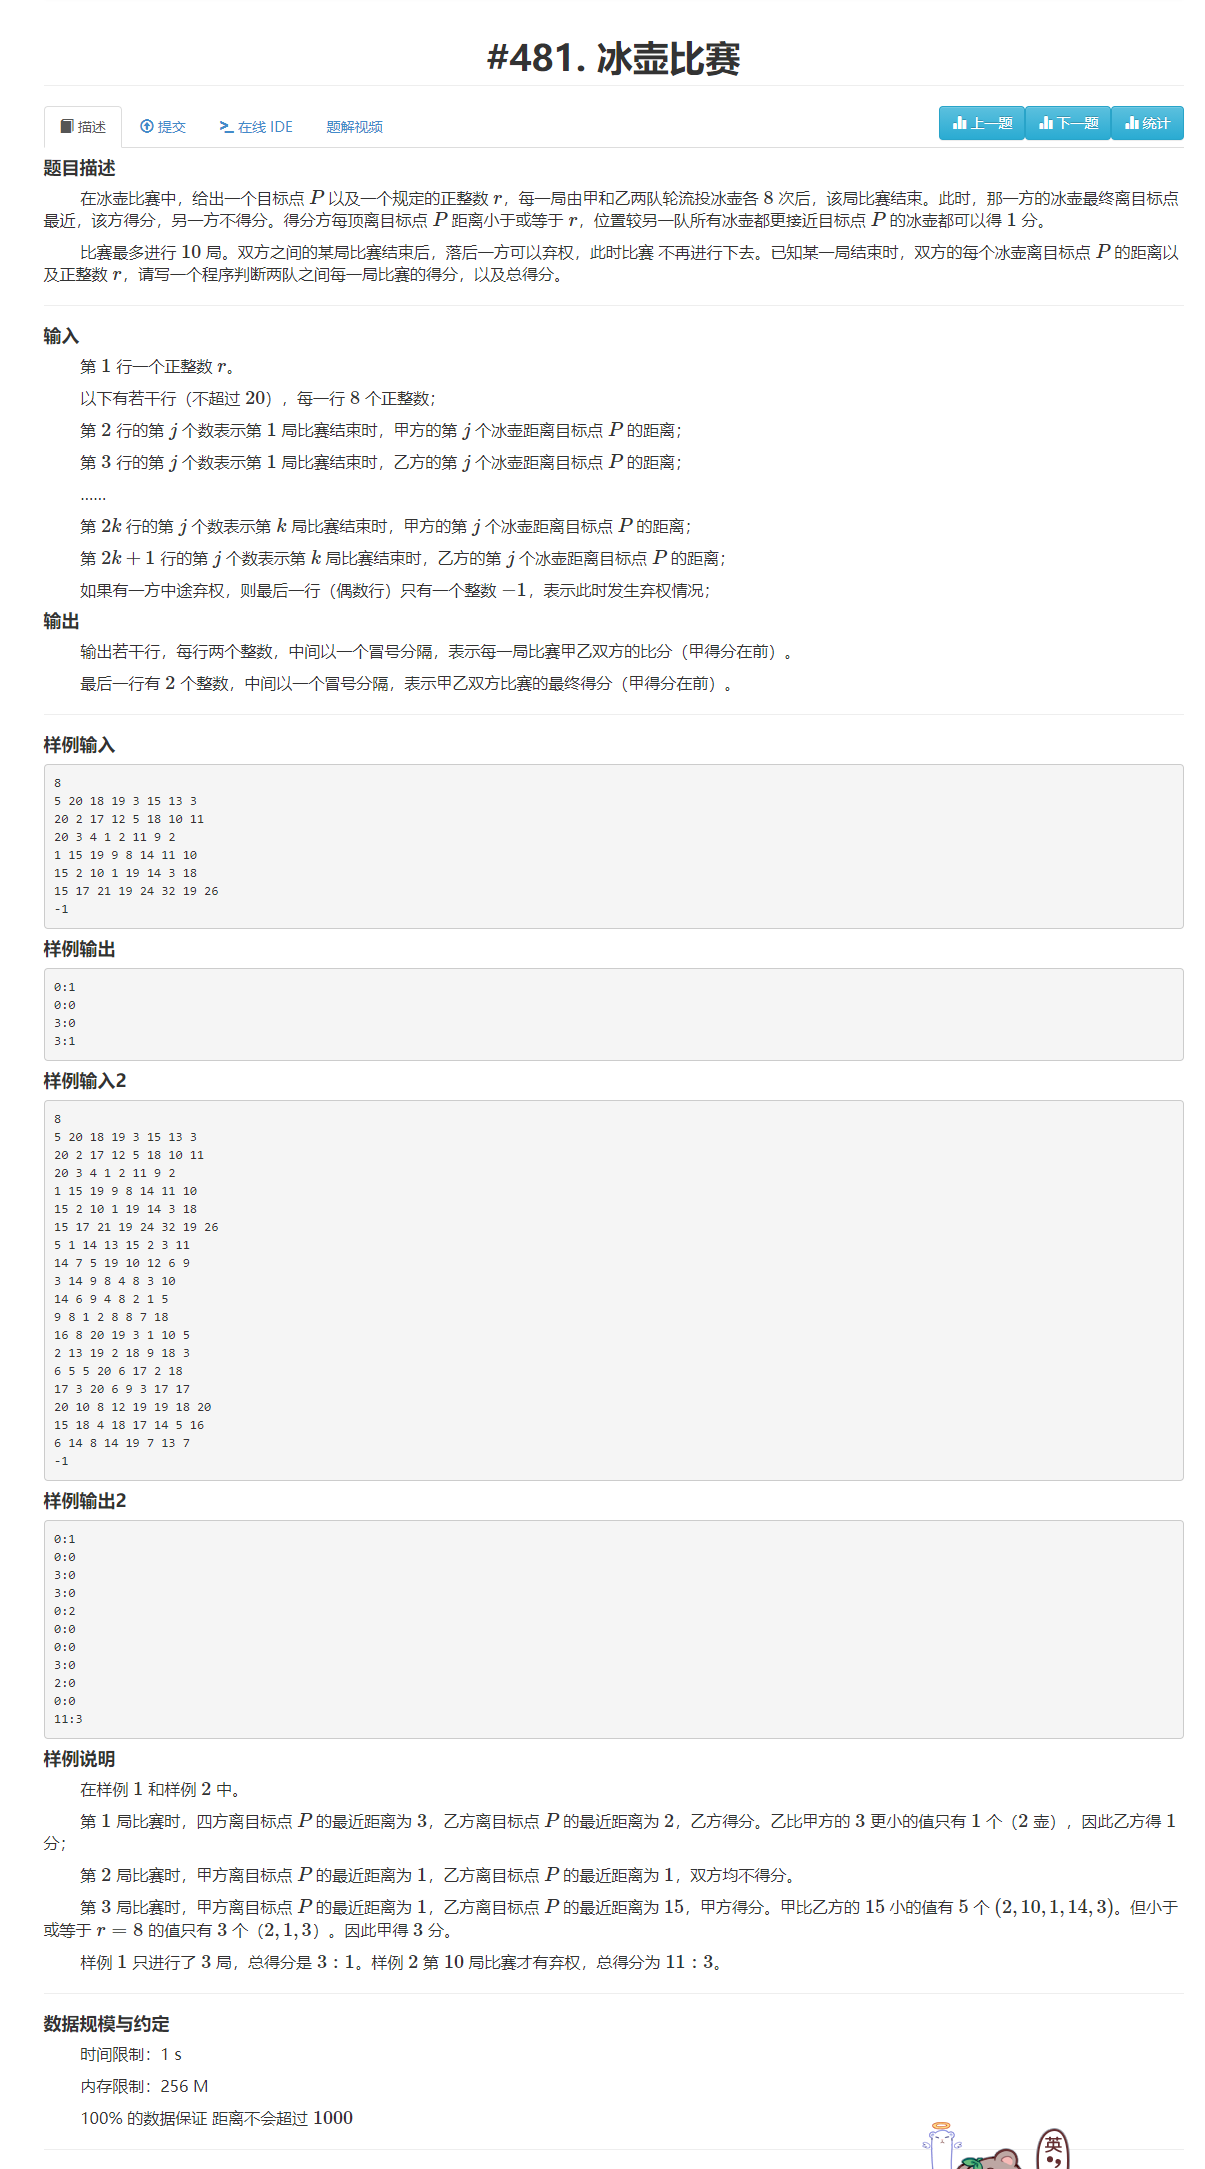 #481. 冰壶比赛
描述 提交 在线 IDE 题解视频 上一题 下一题 统计
题目描述
在冰壶比赛中，给出一个目标点 P 以及一个规定的正整数 r，每一局由甲和乙两队轮流投冰壶各 8 次后，该局比赛结束。此时，那一方的冰壶最终离目标点
最近，该方得分，另一方不得分。得分方每顶离目标点 P 距离小于或等于 r，位置较另一队所有冰壶都更接近目标点 P 的冰壶都可以得 1 分。
比赛最多进行 10 局。双方之间的某局比赛结束后，落后一方可以弃权，此时比赛 不再进行下去。已知某一局结束时，双方的每个冰壶离目标点 P 的距离以
及正整数 r，请写一个程序判断两队之间每一局比赛的得分，以及总得分。
输入
第 1 行一个正整数 r。
以下有若干行（不超过 20），每一行 8 个正整数；
第 2 行的第 j 个数表示第 1 局比赛结束时，甲方的第 j 个冰壶距离目标点 P 的距离；
第 3 行的第 j 个数表示第 1 局比赛结束时，乙方的第 j 个冰壶距离目标点 P 的距离；
......
第 2k 行的第 j 个数表示第 k 局比赛结束时，甲方的第 j 个冰壶距离目标点 P 的距离；
第 2k + 1 行的第 j 个数表示第 k 局比赛结束时，乙方的第 j 个冰壶距离目标点 P 的距离；
如果有一方中途弃权，则最后一行（偶数行）只有一个整数 −1，表示此时发生弃权情况；
输出
输出若干行，每行两个整数，中间以一个冒号分隔，表示每一局比赛甲乙双方的比分（甲得分在前）。
最后一行有 2 个整数，中间以一个冒号分隔，表示甲乙双方比赛的最终得分（甲得分在前）。
样例输入
8
5 20 18 19 3 15 13 3
20 2 17 12 5 18 10 11
20 3 4 1 2 11 9 2
1 15 19 9 8 14 11 10
15 2 10 1 19 14 3 18
15 17 21 19 24 32 19 26
-1
样例输出
0:1
0:0
3:0
3:1
样例输入2
8
5 20 18 19 3 15 13 3
20 2 17 12 5 18 10 11
20 3 4 1 2 11 9 2
1 15 19 9 8 14 11 10
15 2 10 1 19 14 3 18
15 17 21 19 24 32 19 26
5 1 14 13 15 2 3 11
14 7 5 19 10 12 6 9
3 14 9 8 4 8 3 10
14 6 9 4 8 2 1 5
9 8 1 2 8 8 7 18
16 8 20 19 3 1 10 5
2 13 19 2 18 9 18 3
6 5 5 20 6 17 2 18
17 3 20 6 9 3 17 17
20 10 8 12 19 19 18 20
15 18 4 18 17 14 5 16
6 14 8 14 19 7 13 7
-1
样例输出2
0:1
0:0
3:0
3:0
0:2
0:0
0:0
3:0
2:0
0:0
11:3
样例说明
在样例 1 和样例 2 中。
第 1 局比赛时，四方离目标点 P 的最近距离为 3，乙方离目标点 P 的最近距离为 2，乙方得分。乙比甲方的 3 更小的值只有 1 个（2 壶），因此乙方得 1
分；
第 2 局比赛时，甲方离目标点 P 的最近距离为 1，乙方离目标点 P 的最近距离为 1，双方均不得分。
第 3 局比赛时，甲方离目标点 P 的最近距离为 1，乙方离目标点 P 的最近距离为 15，甲方得分。甲比乙方的 15 小的值有 5 个 (2, 10, 1, 14, 3)。但小于
或等于 r = 8 的值只有 3 个（2, 1, 3）。因此甲得 3 分。
样例 1 只进行了 3 局，总得分是 3 : 1。样例 2 第 10 局比赛才有弃权，总得分为 11 : 3。
数据规模与约定
时间限制：1 s
内存限制：256 M
100% 的数据保证 距离不会超过 1000
英